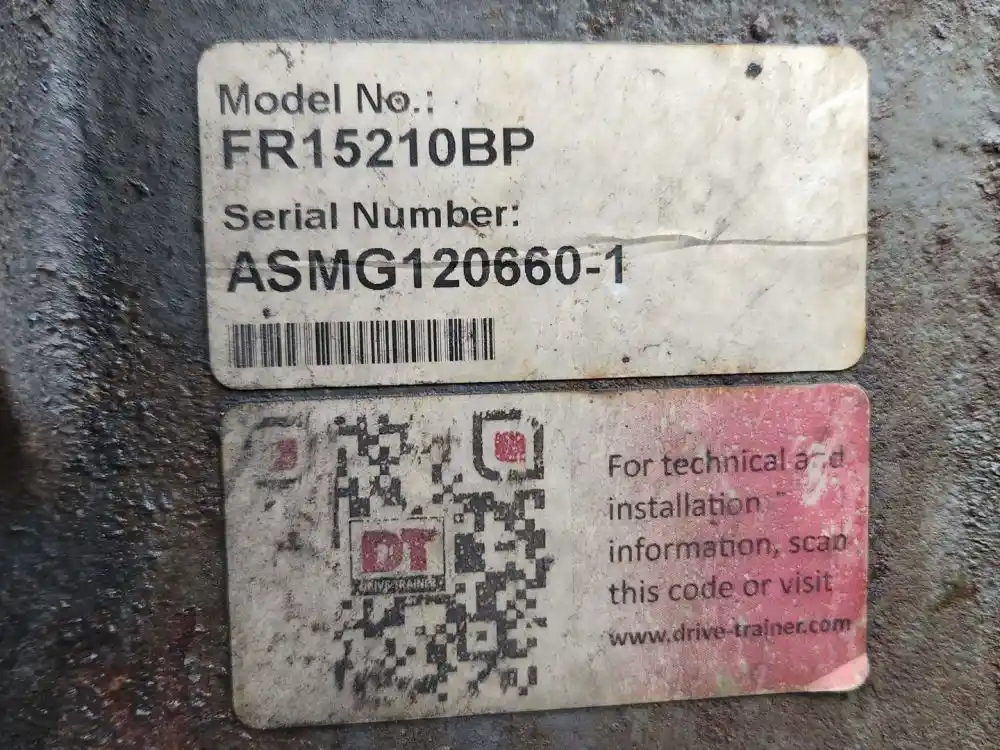 Model No.:
FR15210BP
Serial Number:
ASMG120660-1
DT
DRIVETRAINER
For technical and
installation
information, scan
this code or visit
www.drive-trainer.com